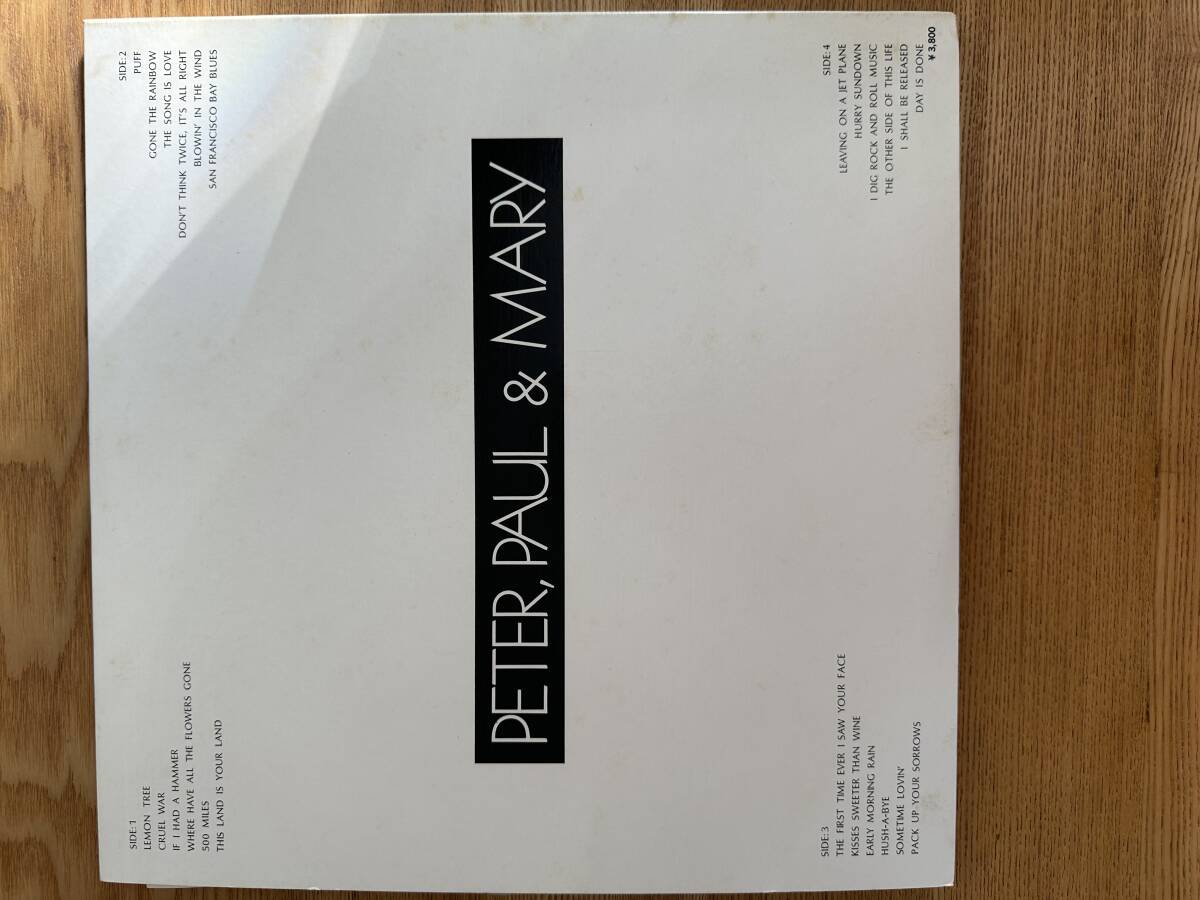 SIDE:1
LEMON TREE
CRUEL WAR
IF I HAD A HAMMER
WHERE HAVE ALL THE FLOWERS GONE
500 MILES
THIS LAND IS YOUR LAND
SIDE:2
PUFF
GONE THE RAINBOW
THE SONG IS LOVE
DON'T THINK TWICE, IT'S ALL RIGHT
BLOWIN' IN THE WIND
SAN FRANCISCO BAY BLUES
PETER, PAUL & MARY
SIDE:3
THE FIRST TIME EVER I SAW YOUR FACE
KISSES SWEETER THAN WINE
EARLY MORNING RAIN
HUSH-A-BYE
SOMETIME LOVIN'
PACK UP YOUR SORROWS
SIDE:4
LEAVING ON A JET PLANE
HURRY SUNDOWN
I DIG ROCK AND ROLL MUSIC
THE OTHER SIDE OF THIS LIFE
I SHALL BE RELEASED
DAY IS DONE
¥3,800